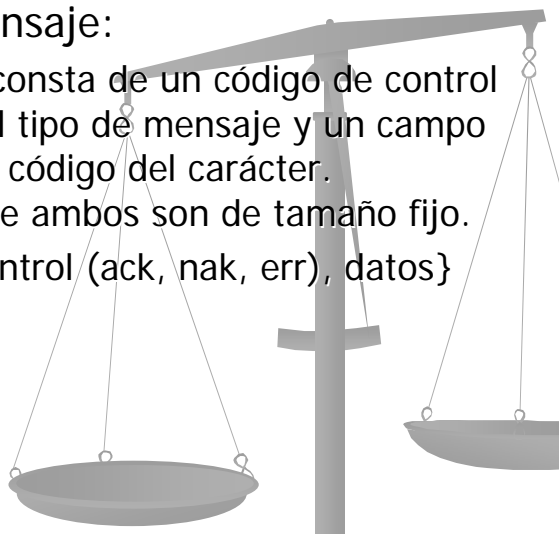 nsaje:
consta de un código de control
l tipo de mensaje y un campo
código del carácter.
e ambos son de tamaño fijo.
ntrol (ack, nak, err), datos}